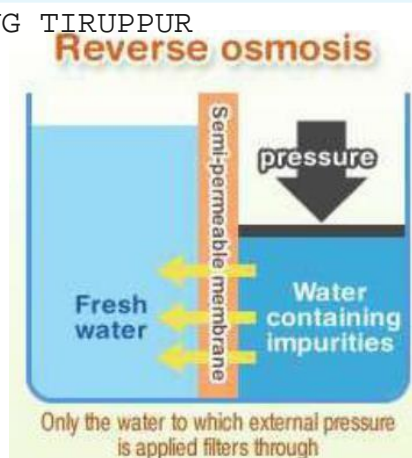 G TIRUPPUR
Reverse osmosis
Semi-permeable membrane
pressure
Fresh
water
Water
containing
impurities
Only the water to which external pressure
is applied filters through